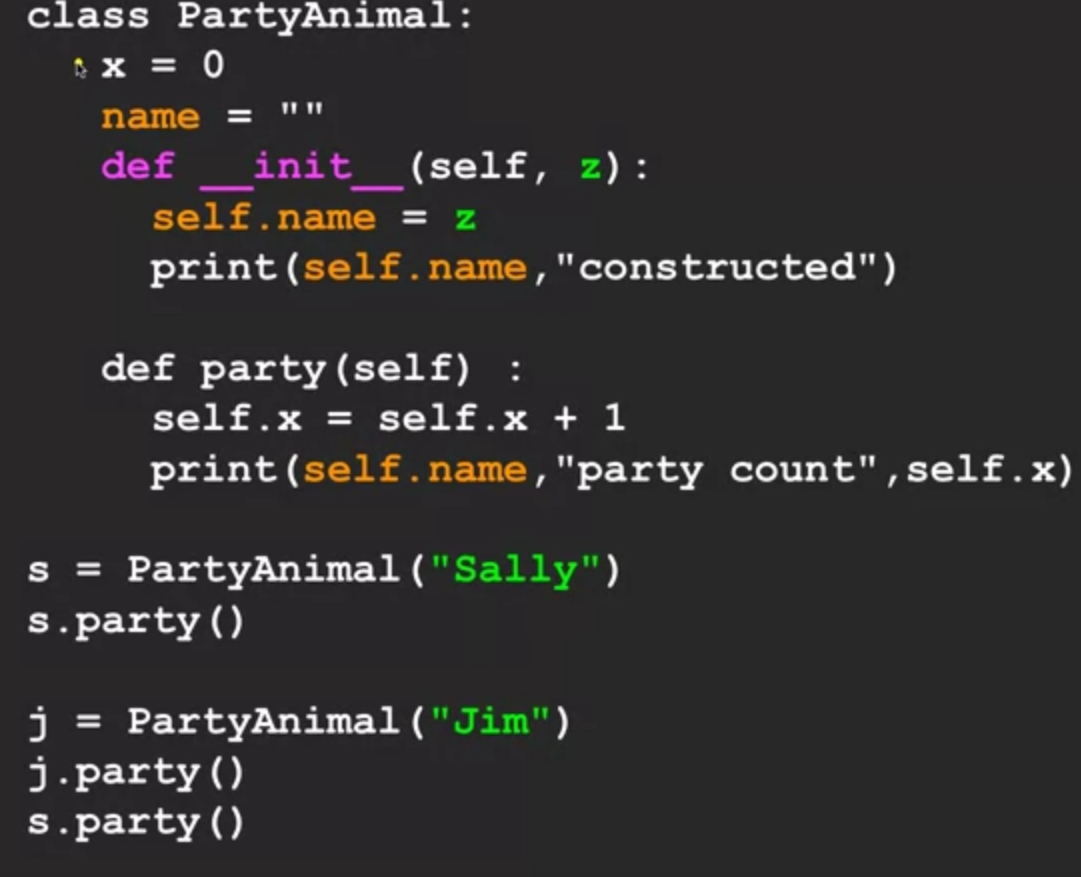 class PartyAnimal:
x = 0
name = ""
def __init__(self, z):
self.name = z
print(self.name,"constructed")
def party(self) :
self.x = self.x + 1
print(self.name,"party count",self.x)
s = PartyAnimal("Sally")
s.party()
j = PartyAnimal("Jim")
j.party()
s.party()